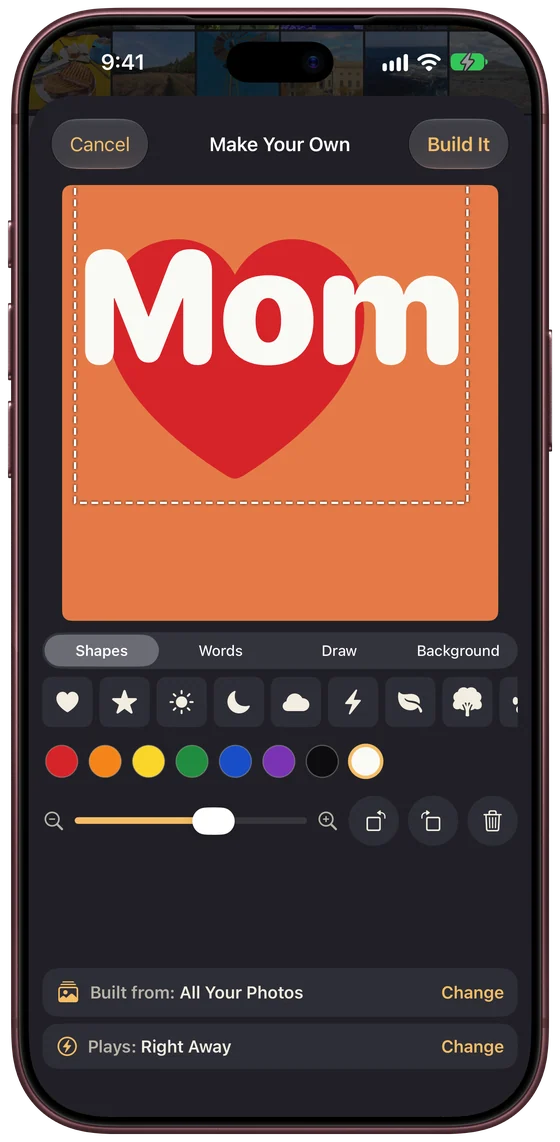 9:41
Cancel
Make Your Own
Build It
Mom
Shapes
Words
Draw
Background
Built from: All Your Photos
Change
Plays: Right Away
Change